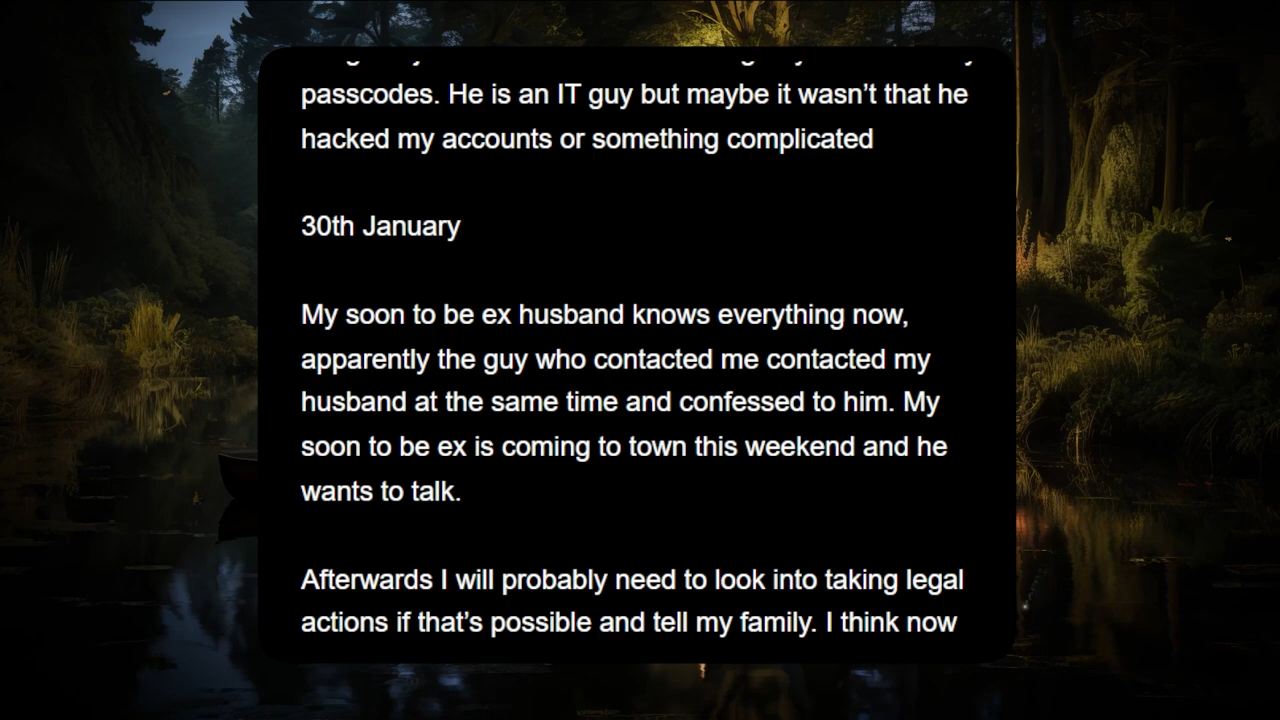 passcodes. He is an IT guy but maybe it wasn’t that he
hacked my accounts or something complicated
30th January
My soon to be ex husband knows everything now,
apparently the guy who contacted me contacted my
husband at the same time and confessed to him. My
soon to be ex is coming to town this weekend and he
wants to talk.
Afterwards I will probably need to look into taking legal
actions if that’s possible and tell my family. I think now